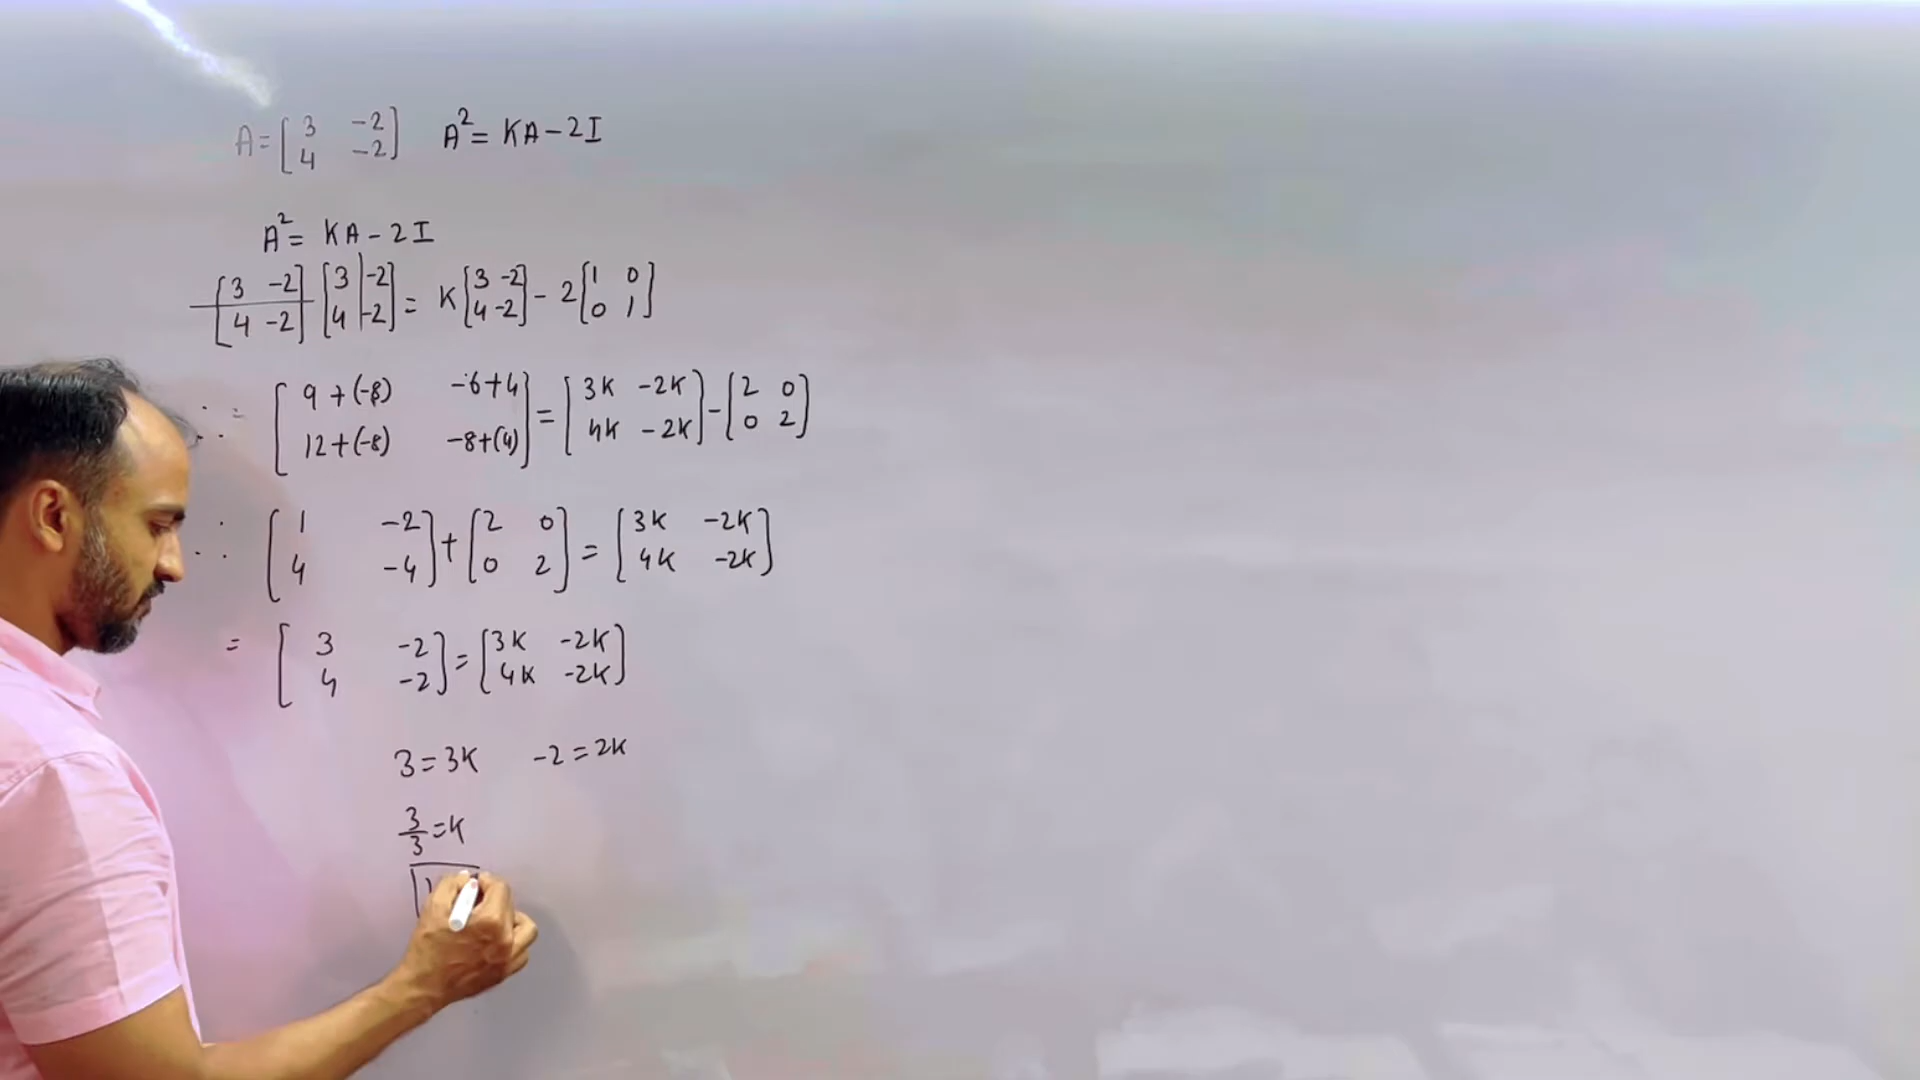 A = [3 -2; 4 -2] A² = KA - 2I
A² = KA - 2I
[3 -2; 4 -2] [3 -2; 4 -2] = K [3 -2; 4 -2] - 2 [1 0; 0 1]
∴ = [9+(-8) -6+4; 12+(-8) -8+(4)] = [3K -2K; 4K -2K] - [2 0; 0 2]
∴ [1 -2; 4 -4] + [2 0; 0 2] = [3K -2K; 4K -2K]
= [3 -2; 4 -2] = [3K -2K; 4K -2K]
3 = 3K -2 = 2K
3/3 = K